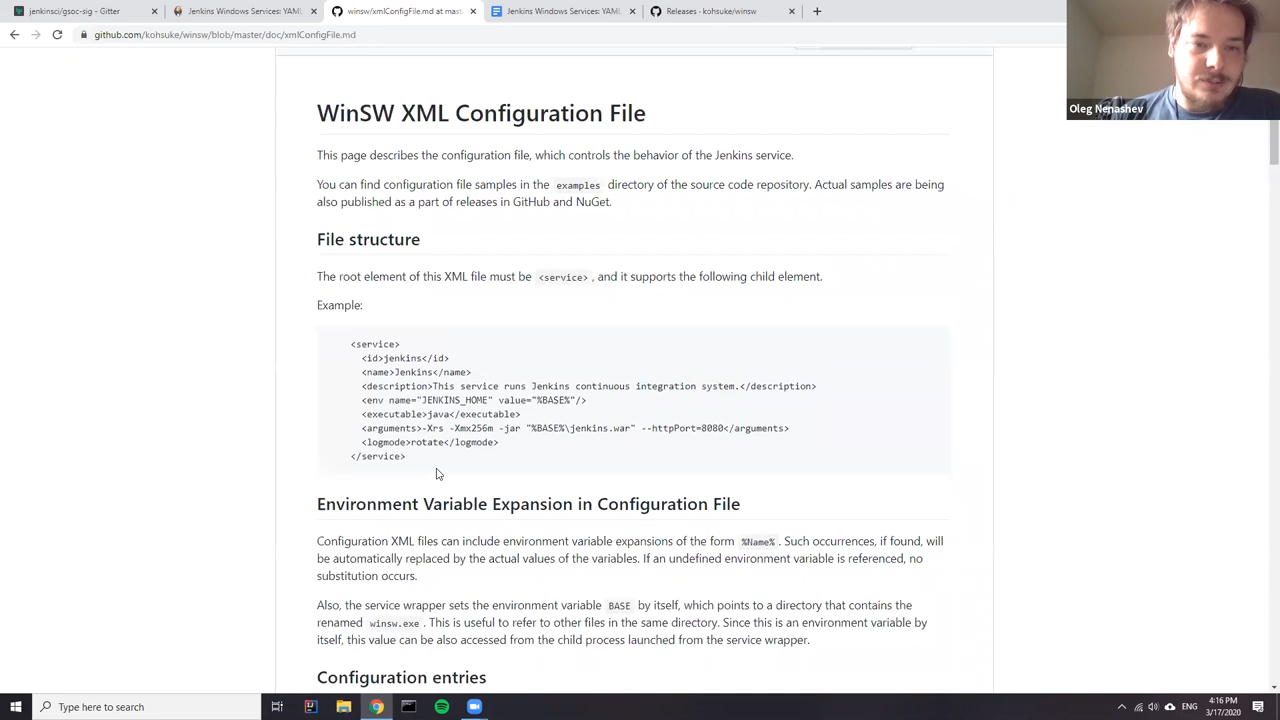 jenkinsci/gsoc-sig - Gitter
Jenkins Windows Services: YAML
winsw/xmlConfigFile.md at mast
Jenkins Windows Services: YAML
Releases · kohsuke/winsw
github.com/kohsuke/winsw/blob/master/doc/xmlConfigFile.md
Oleg Nenashev
WinSW XML Configuration File
This page describes the configuration file, which controls the behavior of the Jenkins service.
You can find configuration file samples in the examples directory of the source code repository. Actual samples are being
also published as a part of releases in GitHub and NuGet.
File structure
The root element of this XML file must be <service>, and it supports the following child element.
Example:
<service>
<id>jenkins</id>
<name>Jenkins</name>
<description>This service runs Jenkins continuous integration system.</description>
<env name="JENKINS_HOME" value="%BASE%"/>
<executable>java</executable>
<arguments>-Xrs -Xmx256m -jar "%BASE%\jenkins.war" --httpPort=8080</arguments>
<logmode>rotate</logmode>
</service>
Environment Variable Expansion in Configuration File
Configuration XML files can include environment variable expansions of the form %Name%. Such occurrences, if found, will
be automatically replaced by the actual values of the variables. If an undefined environment variable is referenced, no
substitution occurs.
Also, the service wrapper sets the environment variable BASE by itself, which points to a directory that contains the
renamed winsw.exe. This is useful to refer to other files in the same directory. Since this is an environment variable by
itself, this value can be also accessed from the child process launched from the service wrapper.
Configuration entries
Type here to search
ENG
4:16 PM
3/17/2020